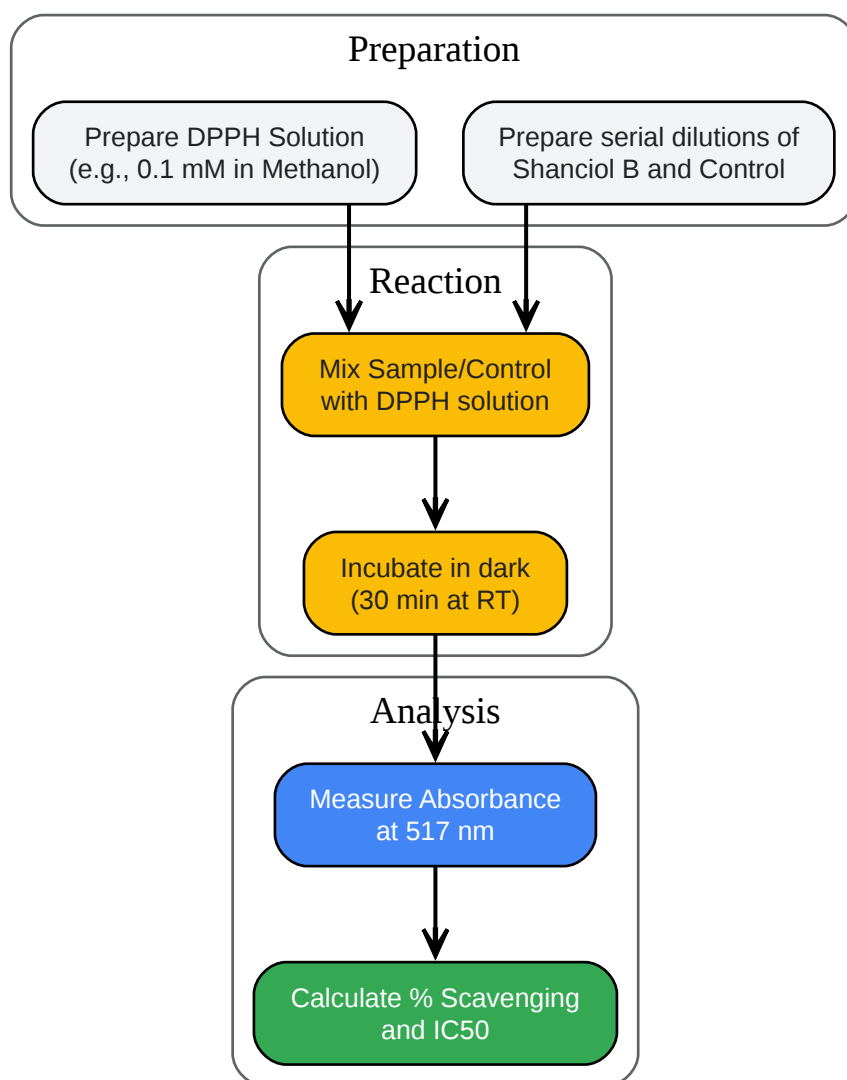 Preparation
Prepare DPPH Solution
(e.g., 0.1 mM in Methanol)
Prepare serial dilutions of
Shanciol B and Control
Reaction
Mix Sample/Control
with DPPH solution
Incubate in dark
(30 min at RT)
Analysis
Measure Absorbance
at 517 nm
Calculate % Scavenging
and IC50